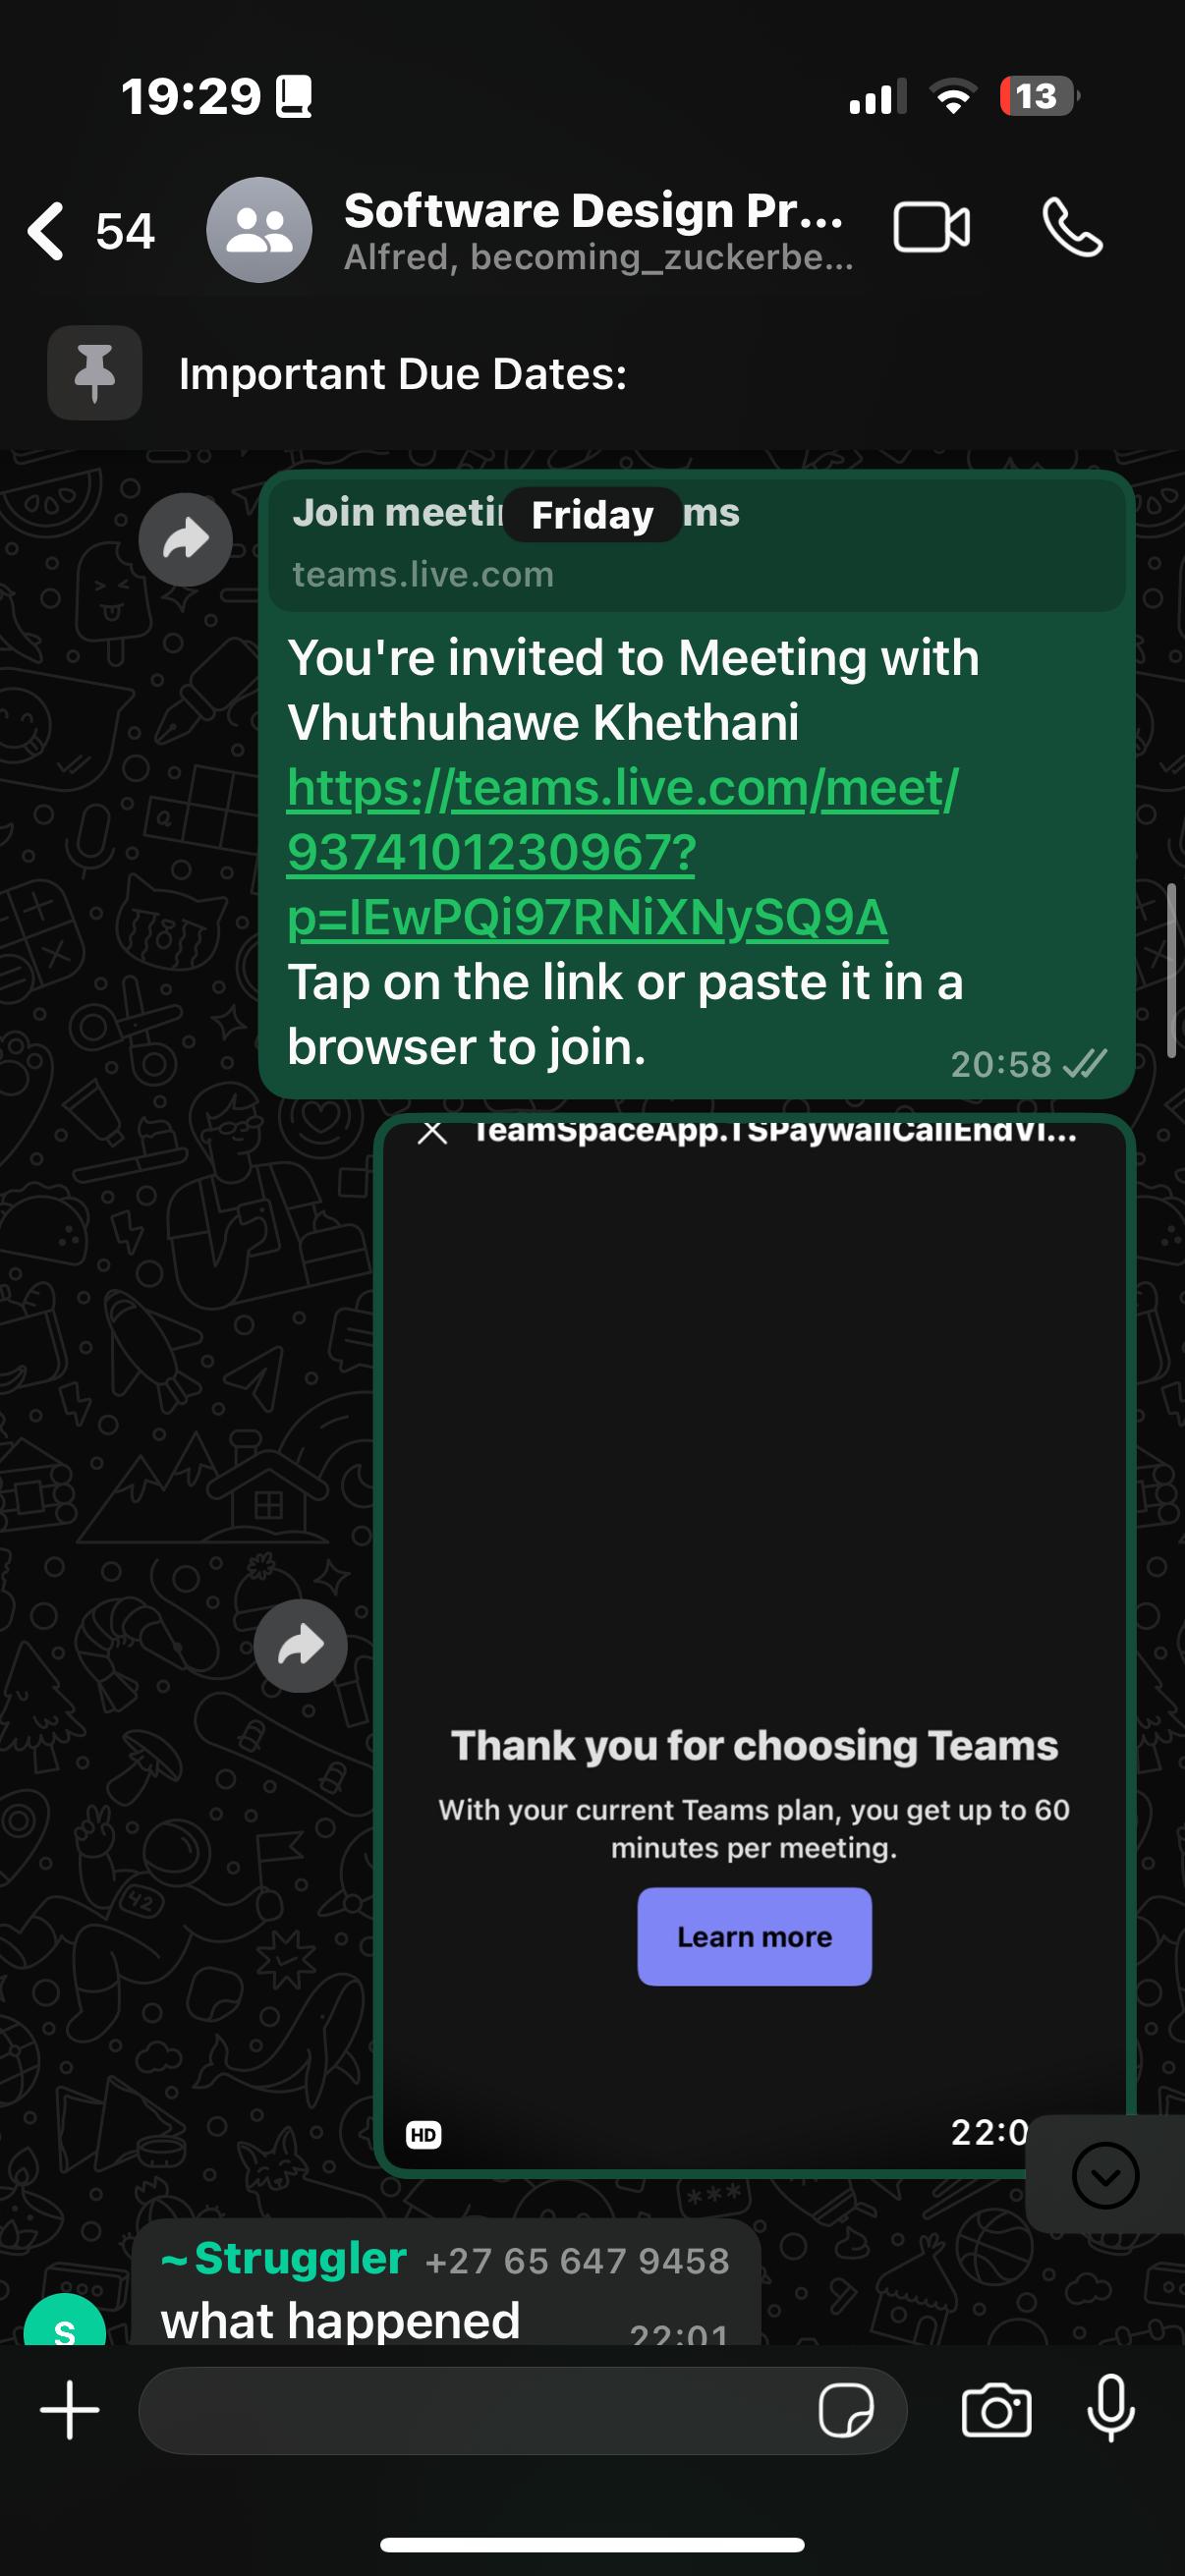 19:29
13
54
Software Design Pr...
Alfred, becoming_zuckerbe...
Important Due Dates:
Join meeti
Friday
ms
teams.live.com
You're invited to Meeting with
Vhuthuhawe Khethani
https://teams.live.com/meet/
9374101230967?
p=IEwPQi97RNiXNySQ9A
Tap on the link or paste it in a
browser to join.
20:58
TeamSpaceApp.TSPaywallCallEndVi...
Thank you for choosing Teams
With your current Teams plan, you get up to 60
minutes per meeting.
Learn more
HD
22:0
~Struggler +27 65 647 9458
S
what happened
22:01